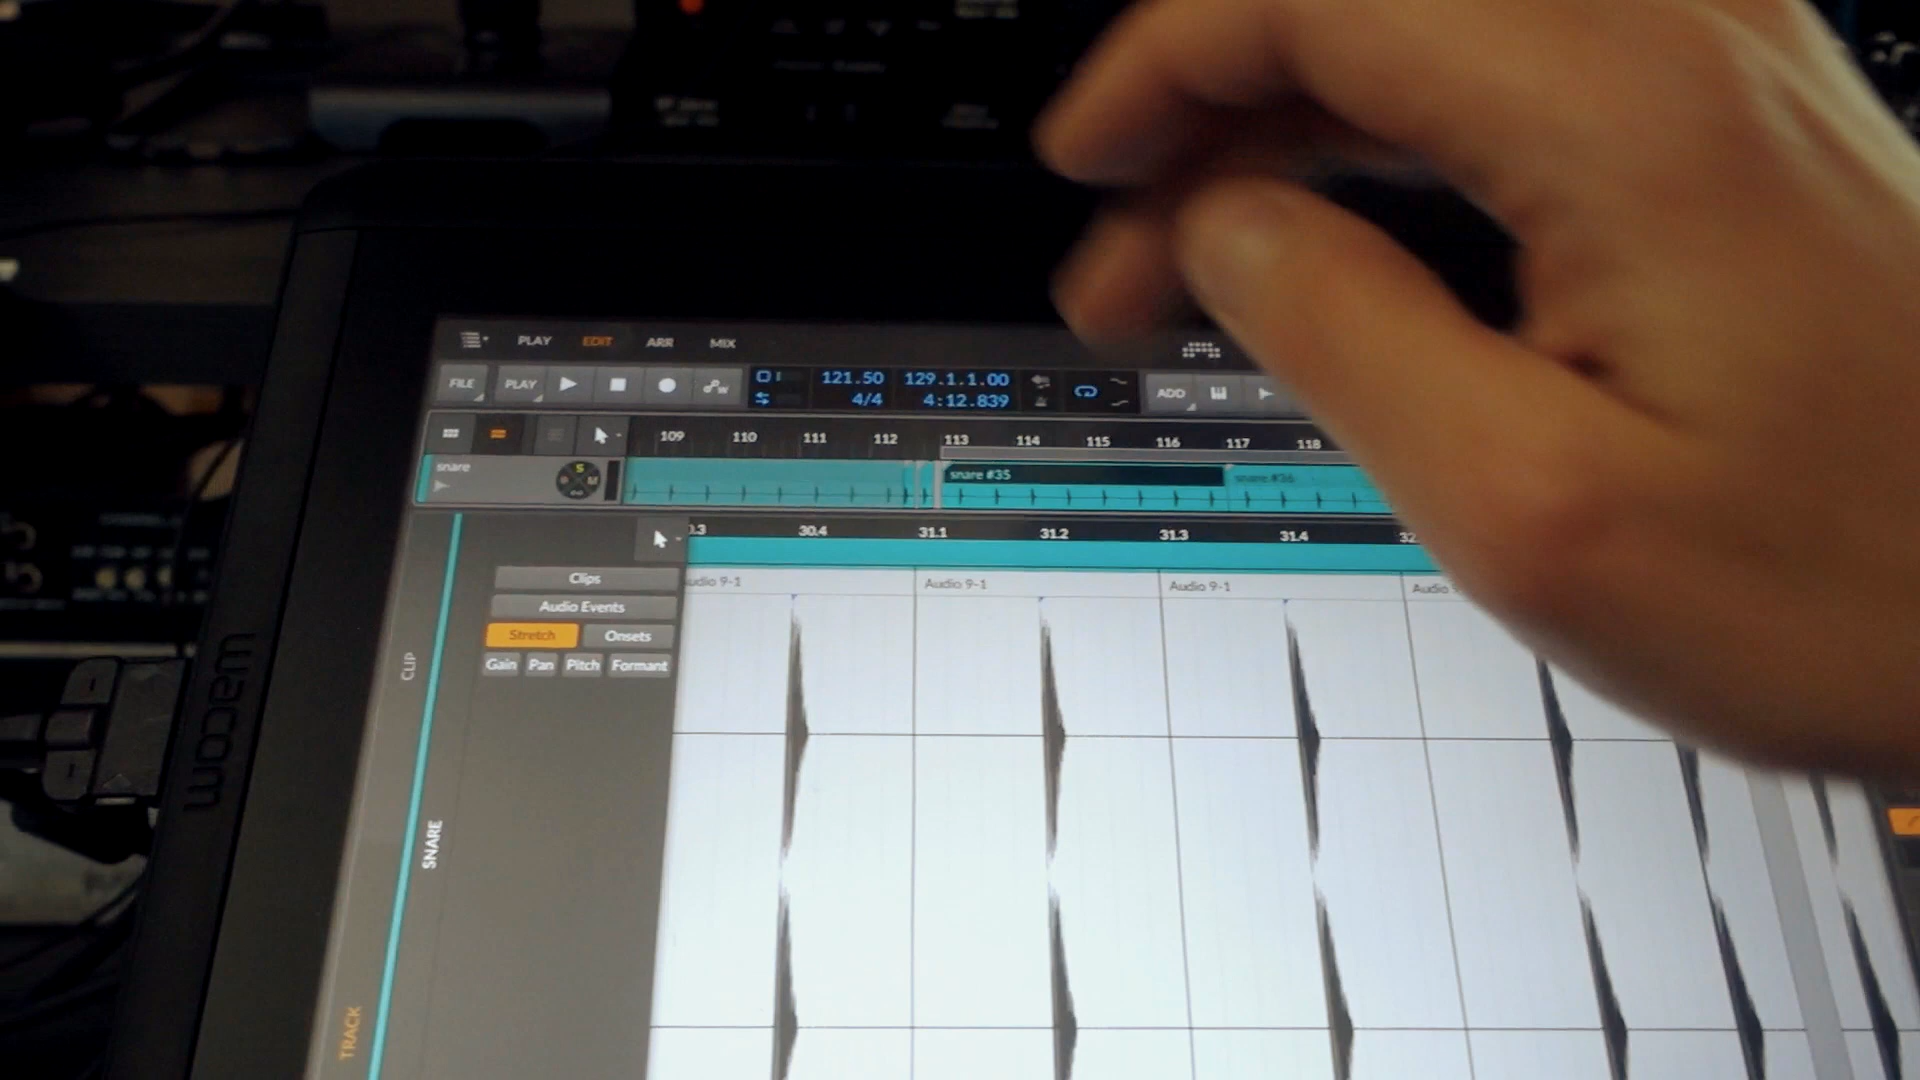 PLAY EDIT ARR MIX
FILE PLAY 121.50 129.1.1.00 ADD
4/4 4:12.839
109 110 111 112 113 114 115 116 117 118
snare S M snare #35 snare #36
30.4 31.1 31.2 31.3 31.4
Clips
Audio 9-1 Audio 9-1
Audio Events
Stretch Onsets
Gain Pan Pitch Formant
CLIP
SNARE
TRACK
wacom